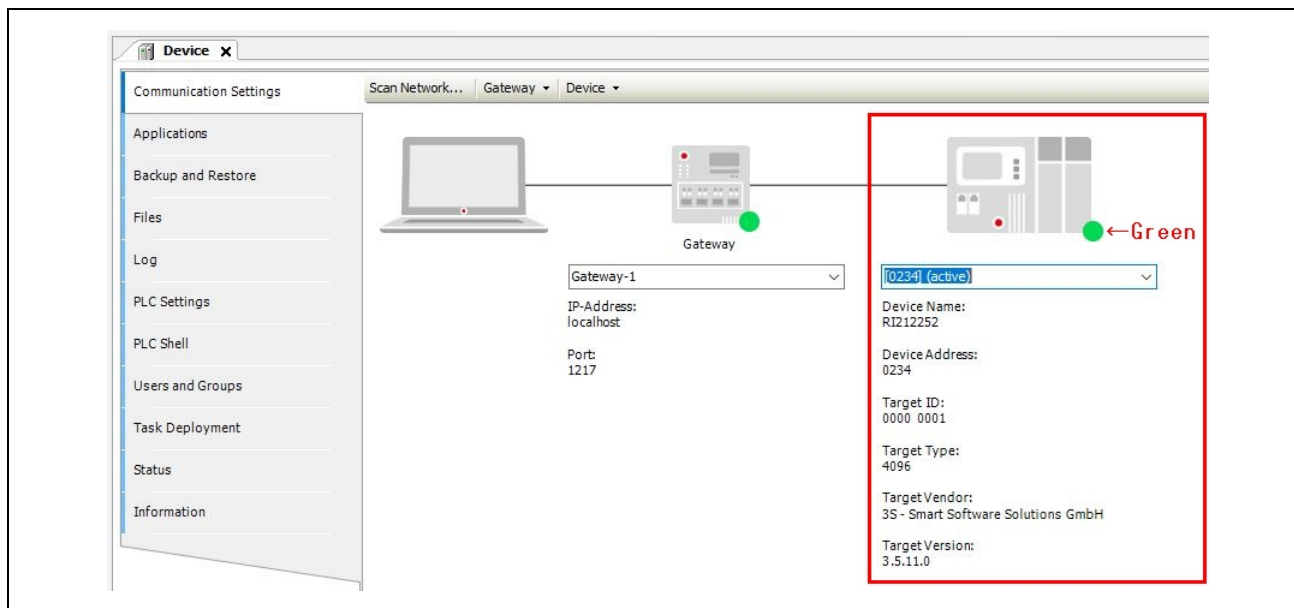 Device X
Communication Settings
Applications
Backup and Restore
Files
Log
PLC Settings
PLC Shell
Users and Groups
Task Deployment
Status
Information
Scan Network... Gateway Device
Gateway
Gateway-1
IP-Address:
localhost
Port:
1217
←Green
[0234] (active)
Device Name:
RI212252
Device Address:
0234
Target ID:
0000 0001
Target Type:
4096
Target Vendor:
3S - Smart Software Solutions GmbH
Target Version:
3.5.11.0